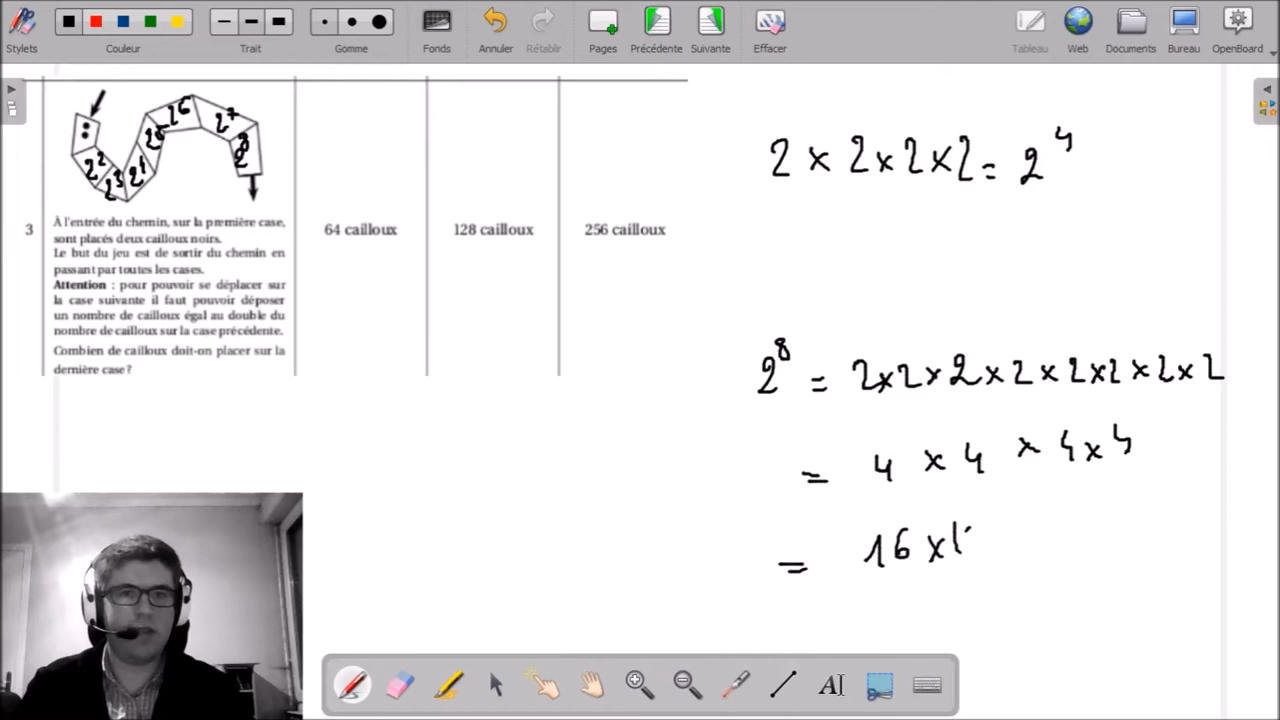 Stylets Couleur Trait Gomme Fonds Annuler Rétablir Pages Précédente Suivante Effacer Tableau Web Documents Bureau OpenBoard
2² 2³ 2⁴ 2⁵ 2⁶ 2⁷ 2⁸
3
À l'entrée du chemin, sur la première case,
sont placés deux cailloux noirs.
Le but du jeu est de sortir du chemin en
passant par toutes les cases.
Attention : pour pouvoir se déplacer sur
la case suivante il faut pouvoir déposer
un nombre de cailloux égal au double du
nombre de cailloux sur la case précédente.
Combien de cailloux doit-on placer sur la
dernière case ?
64 cailloux
128 cailloux
256 cailloux
2 × 2 × 2 × 2 = 2⁴
2⁸ = 2 × 2 × 2 × 2 × 2 × 2 × 2 × 2
= 4 × 4 × 4 × 4
= 16 ×
AI